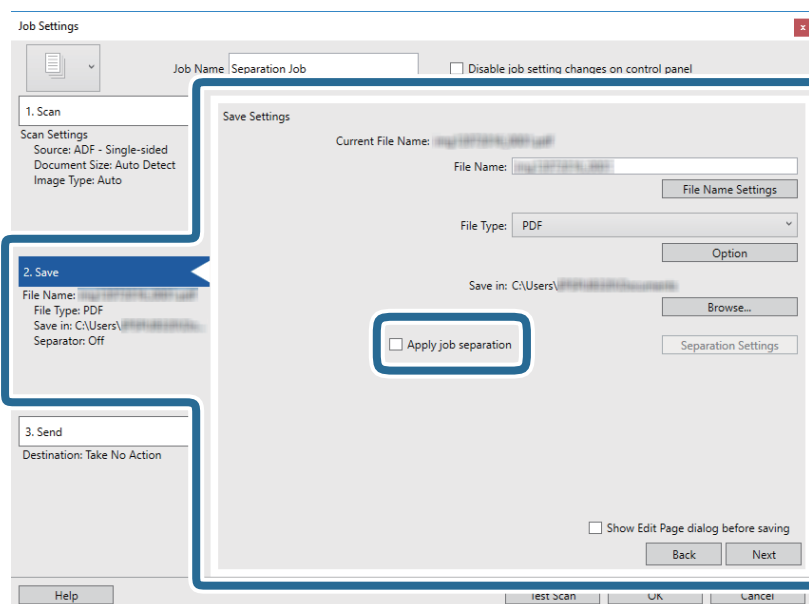 Job Settings
x
Job Name Separation Job
Disable job setting changes on control panel
1. Scan
Scan Settings
Source: ADF - Single-sided
Document Size: Auto Detect
Image Type: Auto
2. Save
File Name:
File Type: PDF
Save in: C:\Users\
Separator: Off
3. Send
Destination: Take No Action
Save Settings
Current File Name:
File Name:
File Name Settings
File Type: PDF
Option
Save in: C:\Users\
Browse...
Apply job separation
Separation Settings
Show Edit Page dialog before saving
Back
Next
Help
Test Scan
OK
Cancel